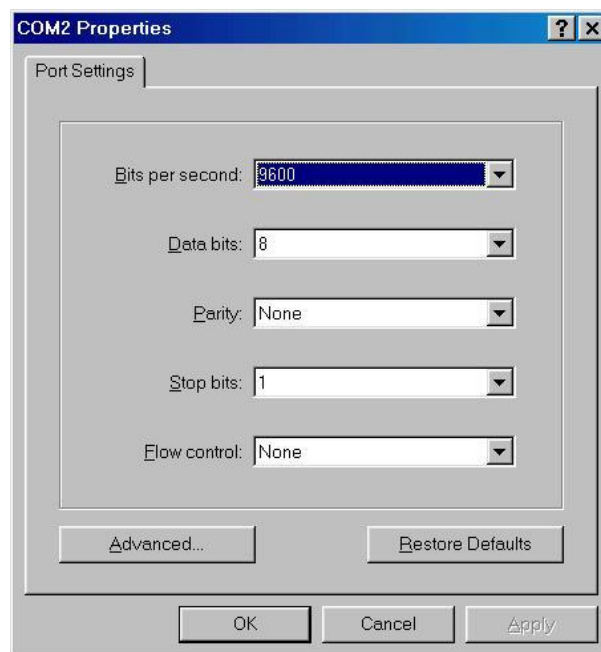 COM2 Properties
Port Settings
Bits per second: 9600
Data bits: 8
Parity: None
Stop bits: 1
Flow control: None
Advanced... Restore Defaults
OK Cancel Apply